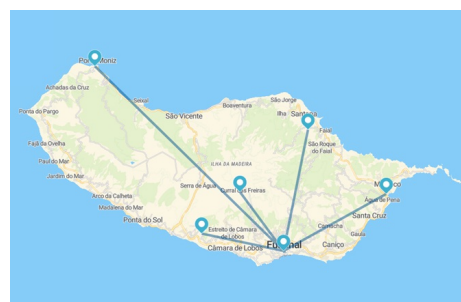 Porto Moniz
Achadas da Cruz
Seixal
Ponta do Pargo
São Vicente
Boaventura
São Jorge
Ilha
Santana
Faial
São Roque
do Faial
Fajã da Ovelha
Paul do Mar
Jardim do Mar
ILHA DA MADEIRA
Serra de Água
Curral das Freiras
Arco da Calheta
Madalena do Mar
Ponta do Sol
Estreito de Câmara
de Lobos
Câmara de Lobos
Funchal
Caniço
Camacha
Gaula
Santa Cruz
Água de Pena